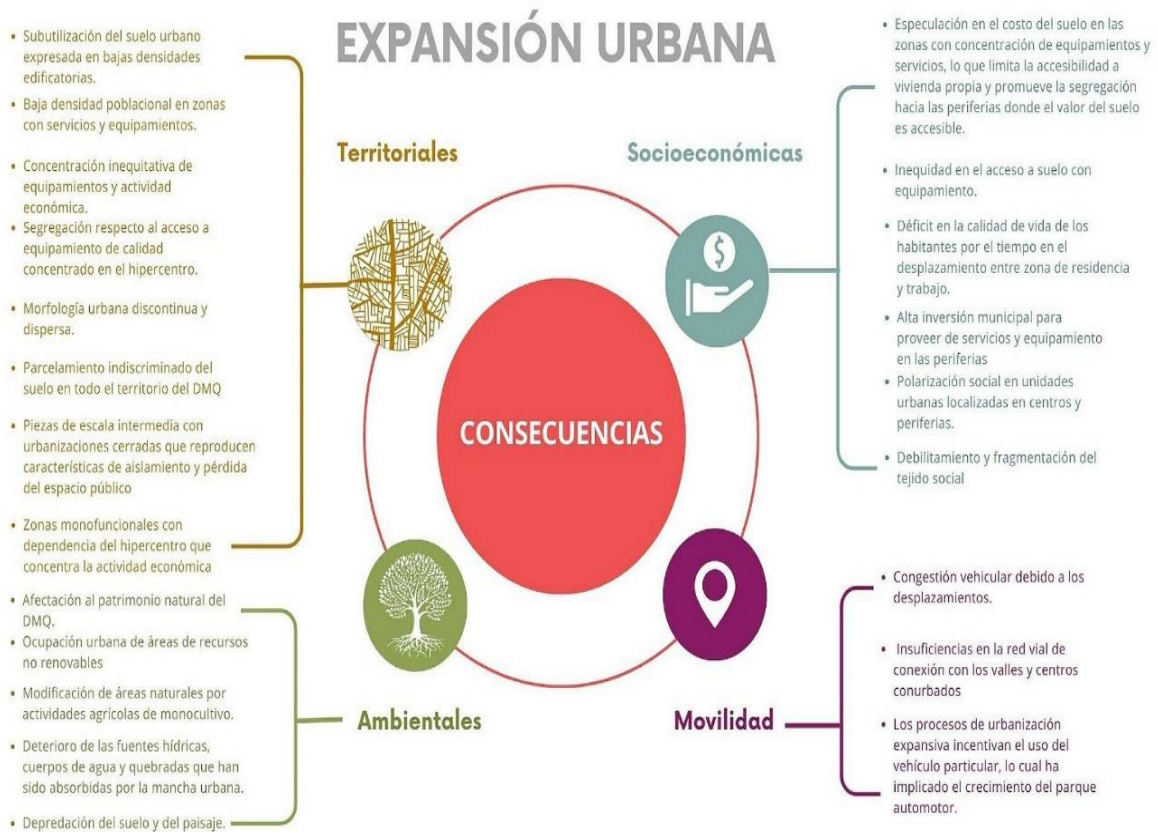 EXPANSIÓN URBANA
Territoriales
• Subutilización del suelo urbano
expresada en bajas densidades
edificatorias.
• Baja densidad poblacional en zonas
con servicios y equipamientos.
• Concentración inequitativa de
equipamientos y actividad
económica.
• Segregación respecto al acceso a
equipamiento de calidad
concentrado en el hipercentro.
• Morfología urbana discontinua y
dispersa.
• Parcelamiento indiscriminado del
suelo en todo el territorio del DMQ
• Piezas de escala intermedia con
urbanizaciones cerradas que reproducen
características de aislamiento y pérdida
del espacio público
• Zonas monofuncionales con
dependencia del hipercentro que
concentra la actividad económica
Socioeconómicas
• Especulación en el costo del suelo en las
zonas con concentración de equipamientos y
servicios, lo que limita la accesibilidad a
vivienda propia y promueve la segregación
hacia las periferias donde el valor del suelo
es accesible.
• Inequidad en el acceso a suelo con
equipamiento.
• Déficit en la calidad de vida de los
habitantes por el tiempo en el
desplazamiento entre zona de residencia
y trabajo.
• Alta inversión municipal para
proveer de servicios y equipamiento
en las periferias
• Polarización social en unidades
urbanas localizadas en centros y
periferias.
• Debilitamiento y fragmentación del
tejido social
$
CONSECUENCIAS
Ambientales
• Afectación al patrimonio natural del
DMQ.
• Ocupación urbana de áreas de recursos
no renovables
• Modificación de áreas naturales por
actividades agrícolas de monocultivo.
• Deterioro de las fuentes hídricas,
cuerpos de agua y quebradas que han
sido absorbidas por la mancha urbana.
• Depredación del suelo y del paisaje.
Movilidad
• Congestión vehicular debido a los
desplazamientos.
• Insuficiencias en la red vial de
conexión con los valles y centros
conurbados
• Los procesos de urbanización
expansiva incentivan el uso del
vehículo particular, lo cual ha
implicado el crecimiento del parque
automotor.